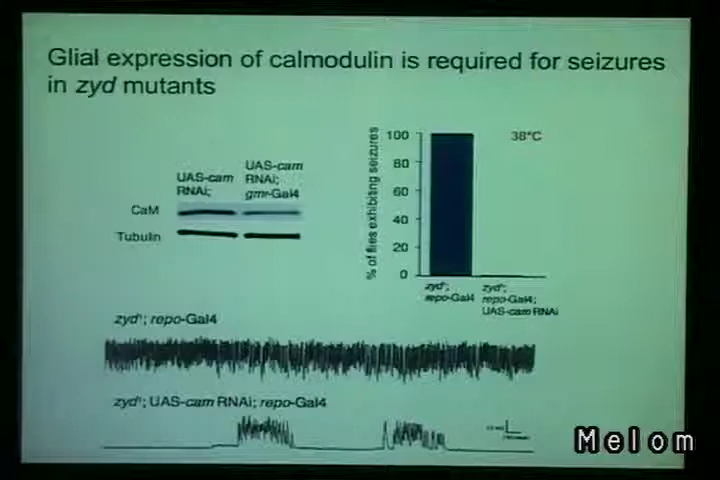 Glial expression of calmodulin is required for seizures
in zyd mutants
UAS-cam
RNAi;
UAS-cam
RNAi;
gmr-Gal4
CaM
Tubulin
% of flies exhibiting seizures
100
80
60
40
20
0
38°C
zyd¹;
repo-Gal4
zyd¹;
repo-Gal4;
UAS-cam RNAi
zyd¹; repo-Gal4
zyd¹; UAS-cam RNAi; repo-Gal4
Melom